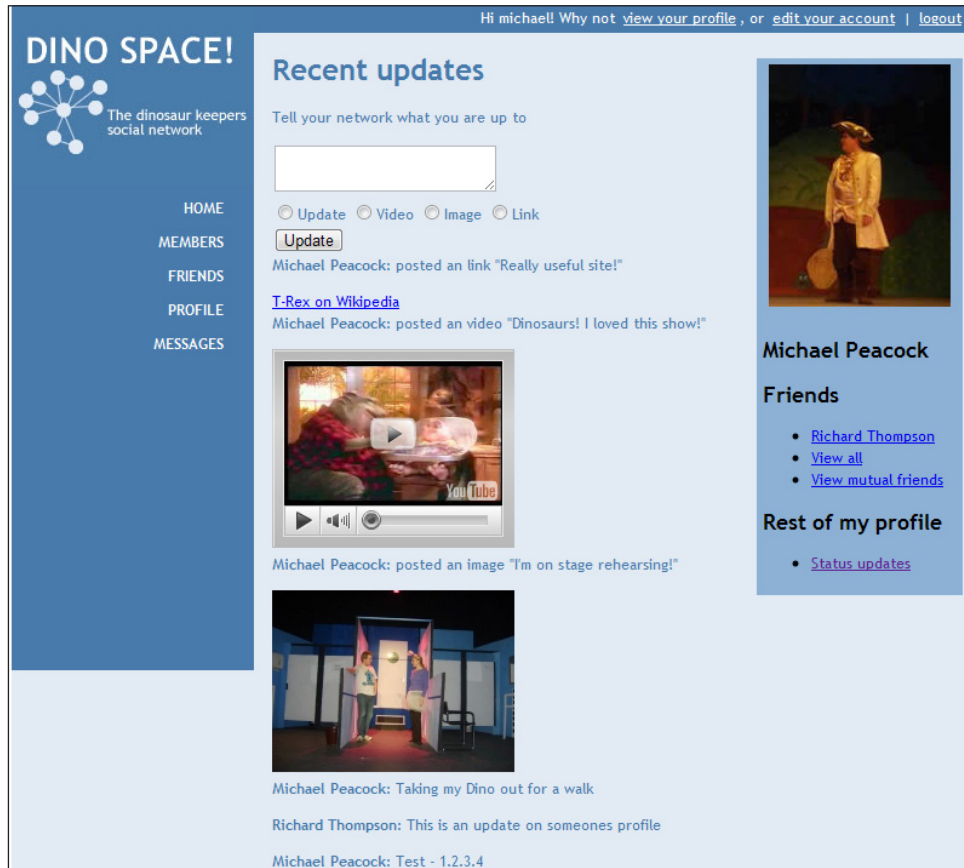 Hi michael! Why not view your profile , or edit your account | logout
DINO SPACE!
The dinosaur keepers
social network
HOME
MEMBERS
FRIENDS
PROFILE
MESSAGES
Recent updates
Tell your network what you are up to
Update Video Image Link
Update
Michael Peacock: posted an link "Really useful site!"
T-Rex on Wikipedia
Michael Peacock: posted an video "Dinosaurs! I loved this show!"
YouTube
Michael Peacock: posted an image "I'm on stage rehearsing!"
Michael Peacock: Taking my Dino out for a walk
Richard Thompson: This is an update on someones profile
Michael Peacock: Test - 1.2.3.4
Michael Peacock
Friends
Richard Thompson
View all
View mutual friends
Rest of my profile
Status updates